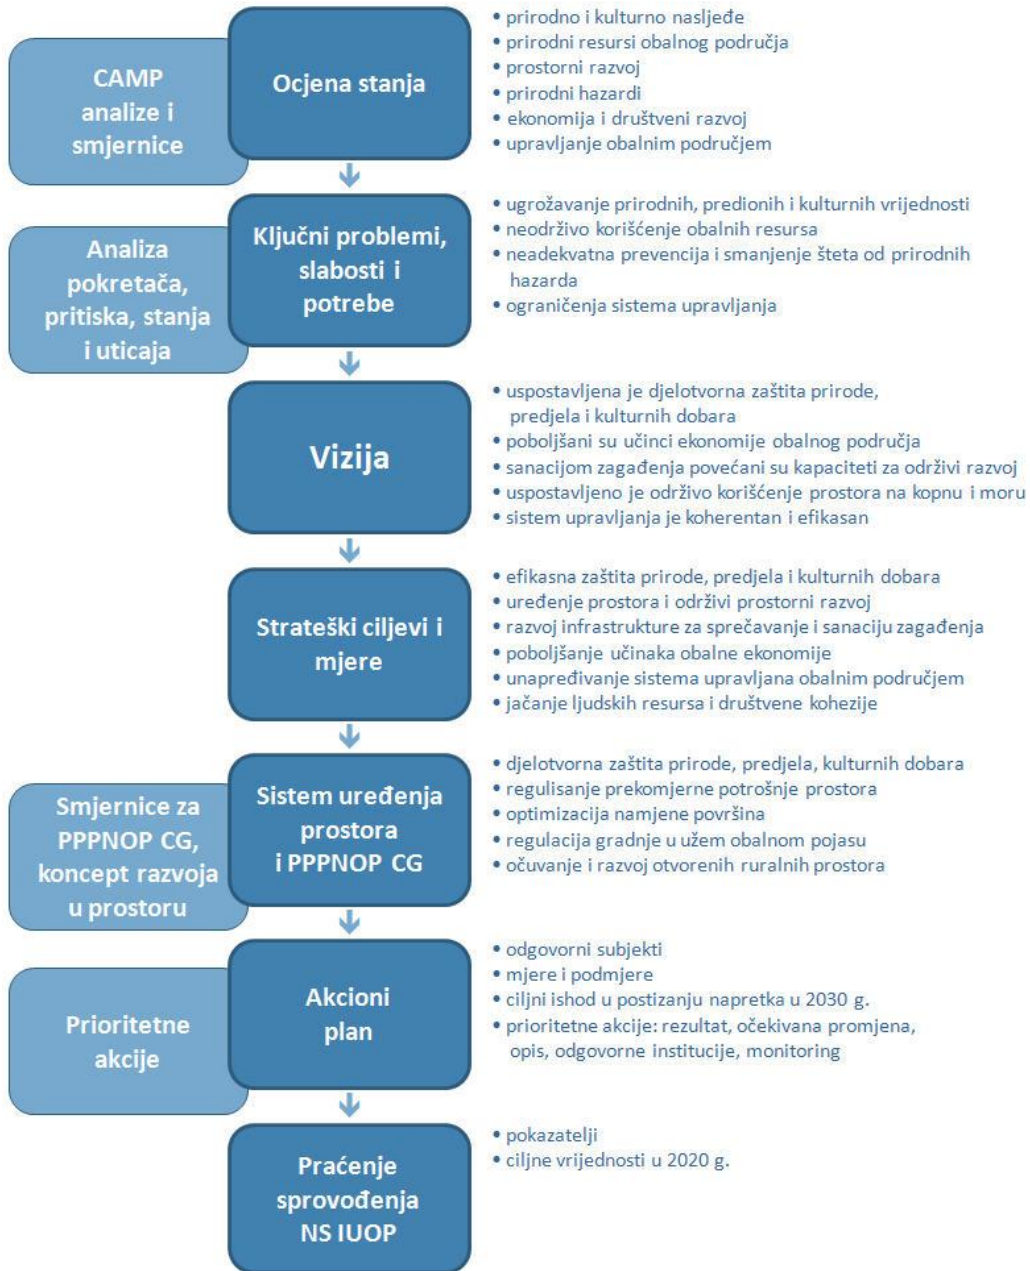 CAMP
analize i
smjernice
Ocjena stanja
• prirodno i kulturno nasljeđe
• prirodni resursi obalnog područja
• prostorni razvoj
• prirodni hazardi
• ekonomija i društveni razvoj
• upravljanje obalnim područjem
Analiza
pokretača,
pritiska, stanja
i uticaja
Ključni problemi,
slabosti i
potrebe
• ugrožavanje prirodnih, predionih i kulturnih vrijednosti
• neodrživo korišćenje obalnih resursa
• neadekvatna prevencija i smanjenje šteta od prirodnih
hazarda
• ograničenja sistema upravljanja
Vizija
• uspostavljena je djelotvorna zaštita prirode,
predjela i kulturnih dobara
• poboljšani su učinci ekonomije obalnog područja
• sanacijom zagađenja povećani su kapaciteti za održivi razvoj
• uspostavljeno je održivo korišćenje prostora na kopnu i moru
• sistem upravljanja je koherentan i efikasan
Strateški ciljevi i
mjere
• efikasna zaštita prirode, predjela i kulturnih dobara
• uređenje prostora i održivi prostorni razvoj
• razvoj infrastrukture za sprečavanje i sanaciju zagađenja
• poboljšanje učinaka obalne ekonomije
• unapređivanje sistema upravljana obalnim područjem
• jačanje ljudskih resursa i društvene kohezije
Smjernice za
PPPNOP CG,
koncept razvoja
u prostoru
Sistem uređenja
prostora
i PPPNOP CG
• djelotvorna zaštita prirode, predjela, kulturnih dobara
• regulisanje prekomjerne potrošnje prostora
• optimizacija namjene površina
• regulacija gradnje u užem obalnom pojasu
• očuvanje i razvoj otvorenih ruralnih prostora
Prioritetne
akcije
Akcioni
plan
• odgovorni subjekti
• mjere i podmjere
• ciljni ishod u postizanju napretka u 2030 g.
• prioritetne akcije: rezultat, očekivana promjena,
opis, odgovorne institucije, monitoring
Praćenje
sprovođenja
NS IUOP
• pokazatelji
• ciljne vrijednosti u 2020 g.